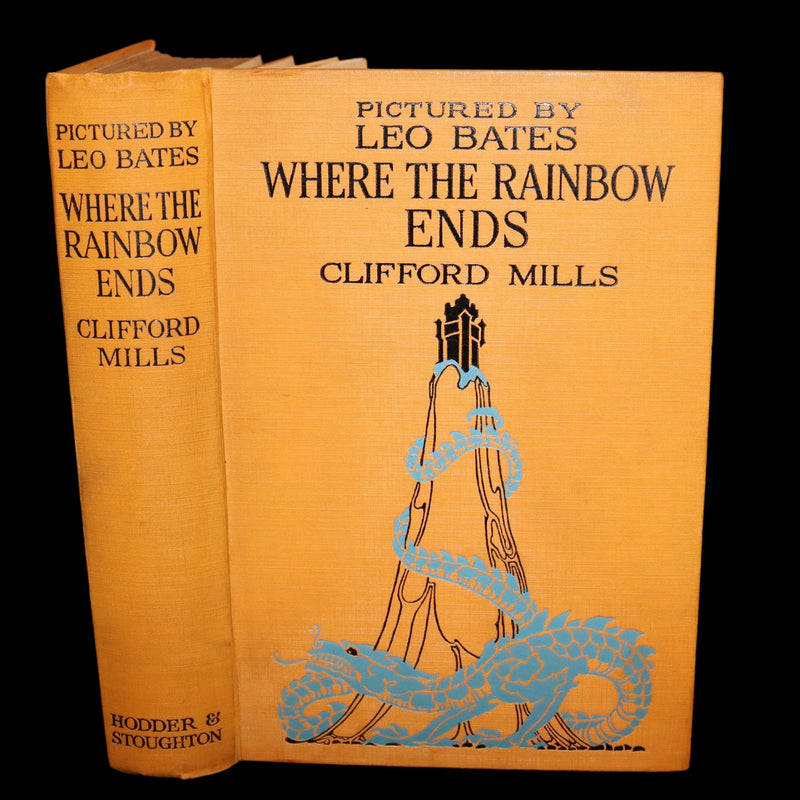 PICTURED BY
LEO BATES
WHERE THE
RAINBOW
ENDS
CLIFFORD
MILLS
HODDER &
STOUGHTON
PICTURED BY
LEO BATES
WHERE THE RAINBOW
ENDS
CLIFFORD MILLS